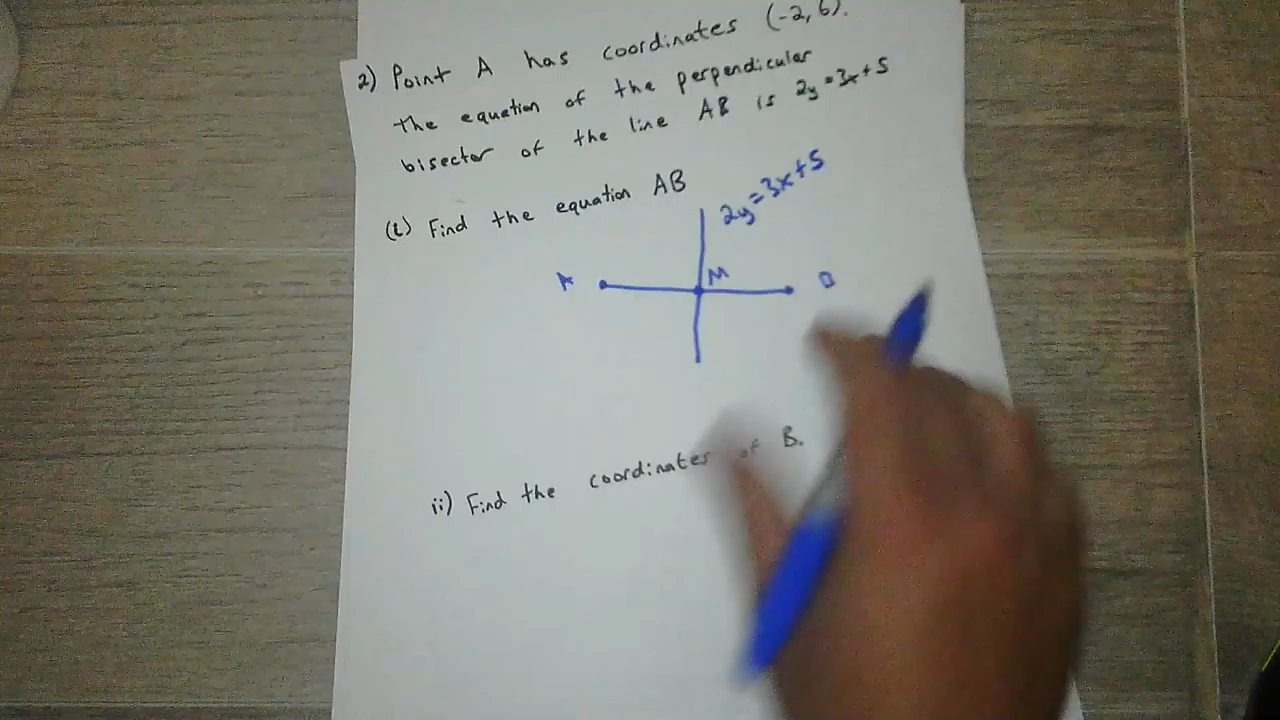 2) Point A has coordinates (-2, 6).
the equation of the perpendicular
bisector of the line AB is 2y = 3x + 5
(i) Find the equation AB
2y = 3x + 5
A M B
ii) Find the coordinates of B.